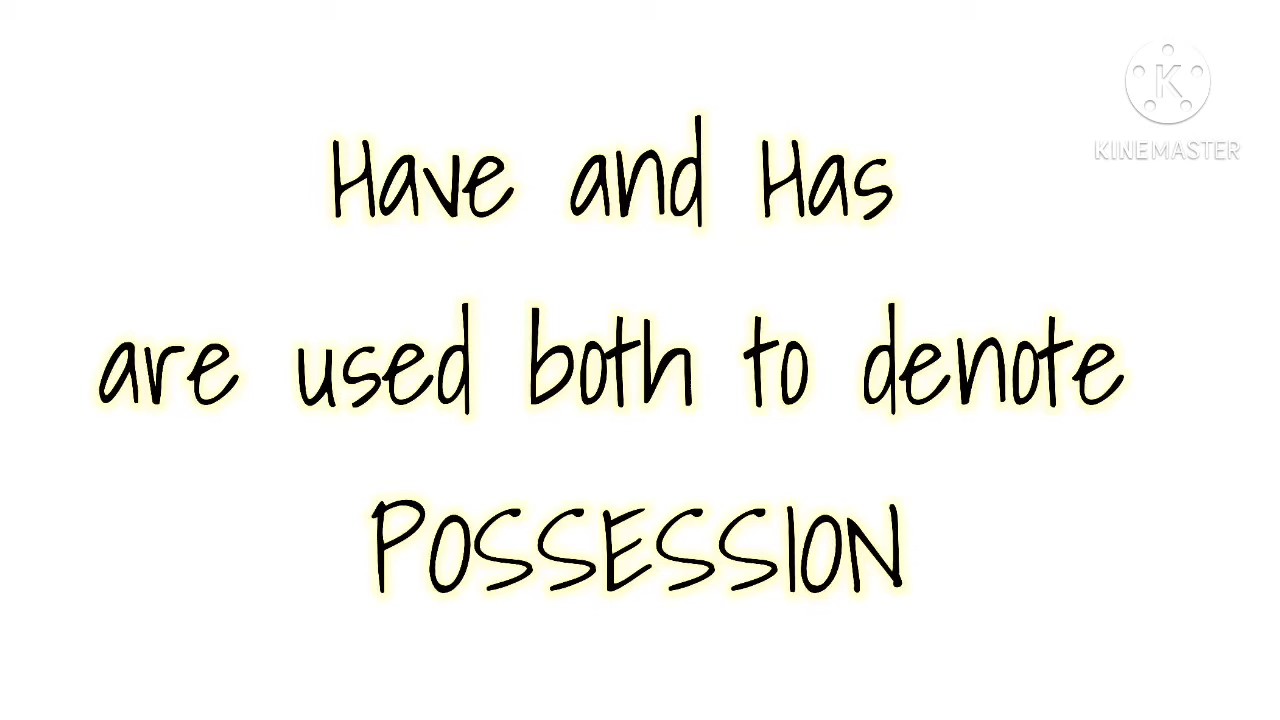 K
KINEMASTER
Have and Has
are used both to denote
POSSESSION